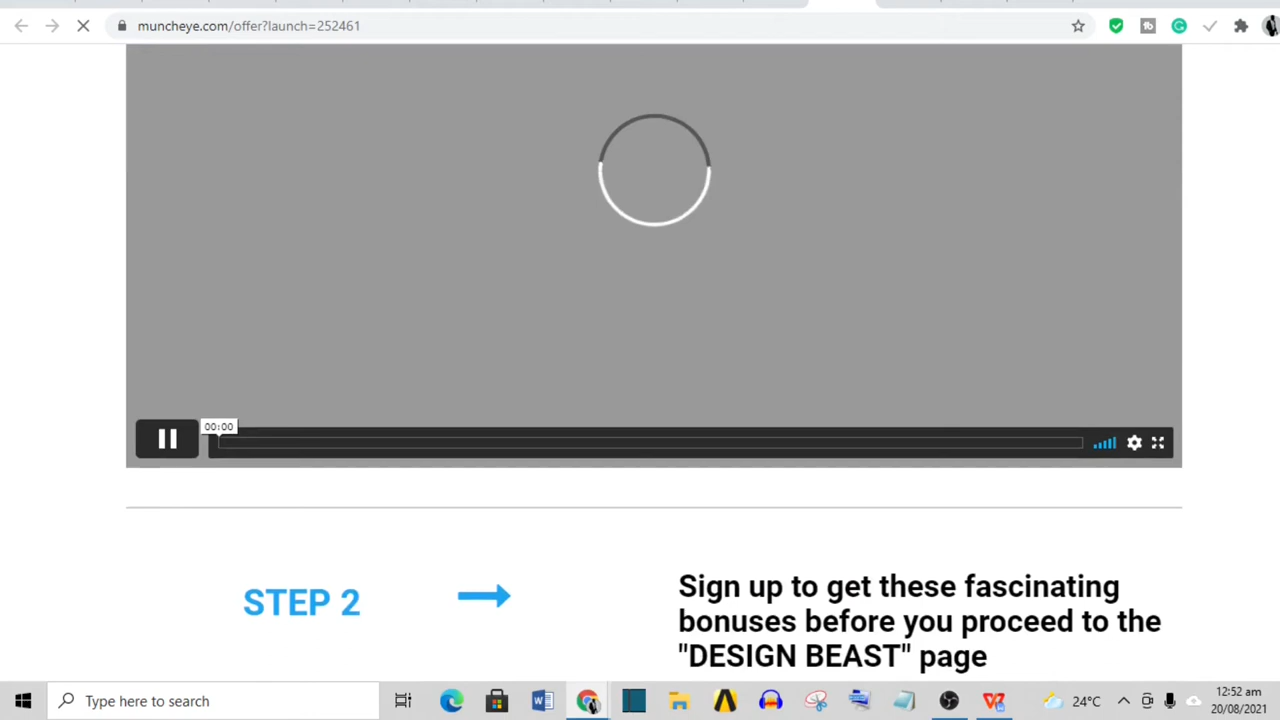 muncheye.com/offer?launch=252461
00:00
STEP 2
Sign up to get these fascinating
bonuses before you proceed to the
"DESIGN BEAST" page
Type here to search
24°C
12:52 am
20/08/2021